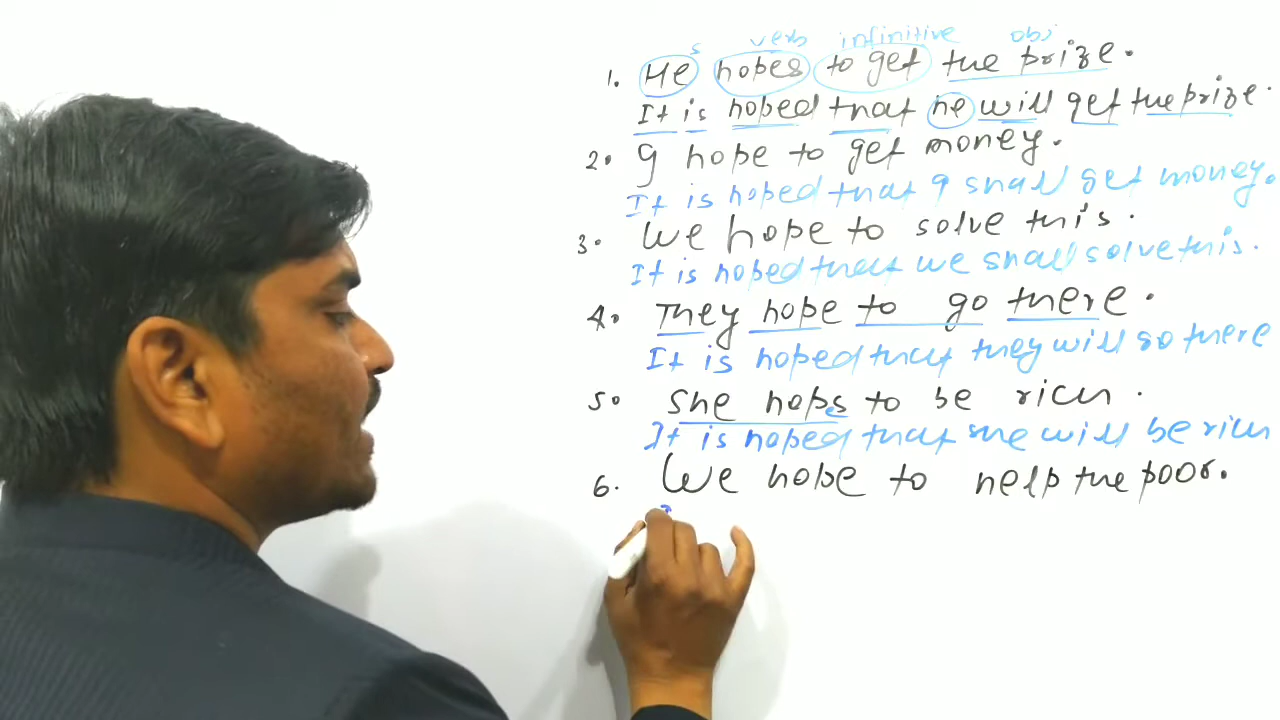 s verb infinitive obj
1. He hopes to get the prize.
It is hoped that he will get the prize.
2. I hope to get money.
It is hoped that I shall get money.
3. We hope to solve this.
It is hoped that we shall solve this.
4. They hope to go there.
It is hoped that they will go there
5. She hopes to be rich.
It is hoped that she will be rich
6. We hope to help the poor.